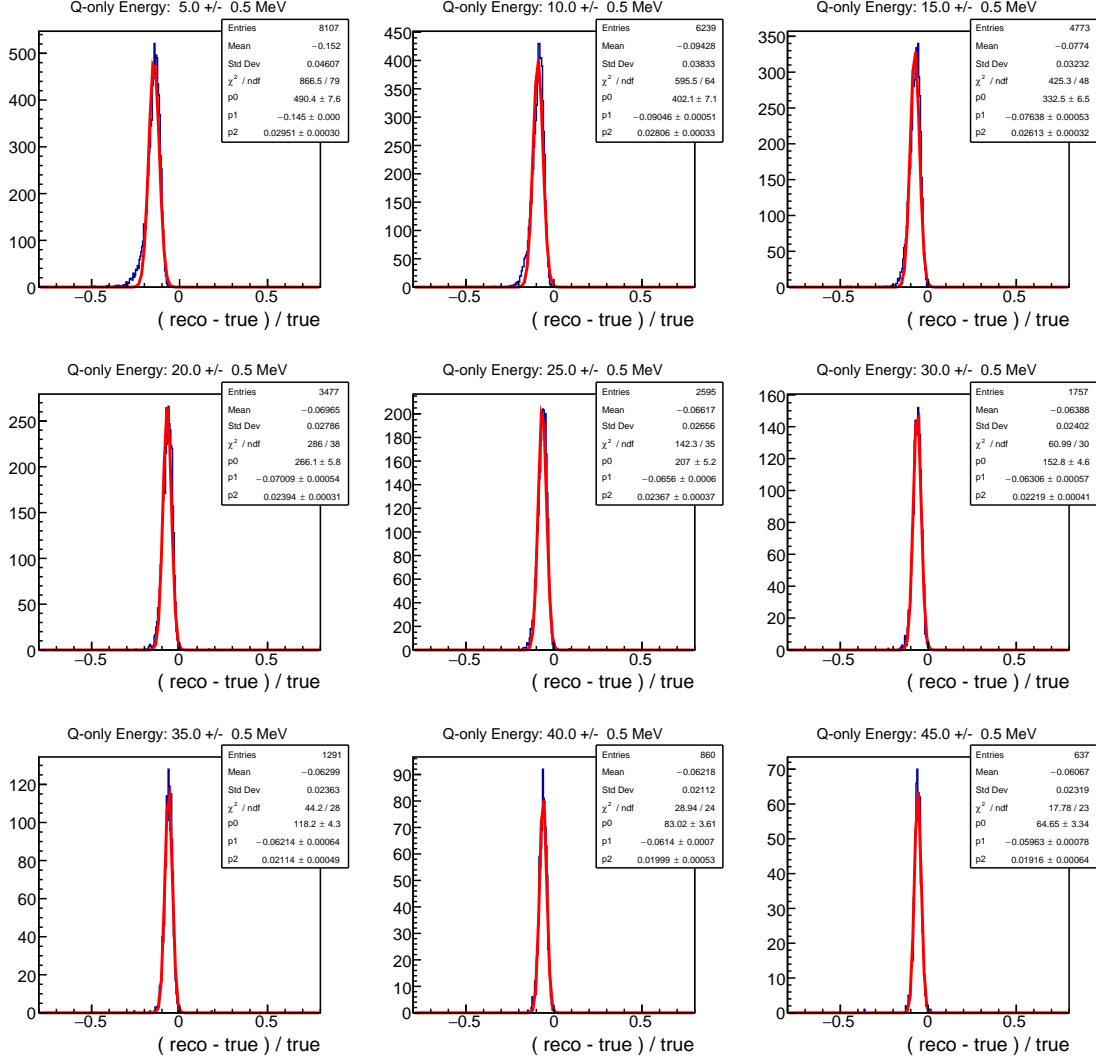 Q-only Energy:  5.0 +/-  0.5 MeV
Entries 8107
Mean −0.152
Std Dev 0.04607
χ² / ndf 866.5 / 79
p0 490.4 ± 7.6
p1 −0.145 ± 0.000
p2 0.02951 ± 0.00030
500
400
300
200
100
0
−0.5 0 0.5
( reco - true ) / true
Q-only Energy: 10.0 +/-  0.5 MeV
Entries 6239
Mean −0.09428
Std Dev 0.03833
χ² / ndf 595.5 / 64
p0 402.1 ± 7.1
p1 −0.09046 ± 0.00051
p2 0.02806 ± 0.00033
450
400
350
300
250
200
150
100
50
0
−0.5 0 0.5
( reco - true ) / true
Q-only Energy: 15.0 +/-  0.5 MeV
Entries 4773
Mean −0.0774
Std Dev 0.03232
χ² / ndf 425.3 / 48
p0 332.5 ± 6.5
p1 −0.07638 ± 0.00053
p2 0.02613 ± 0.00032
350
300
250
200
150
100
50
0
−0.5 0 0.5
( reco - true ) / true
Q-only Energy: 20.0 +/-  0.5 MeV
Entries 3477
Mean −0.06965
Std Dev 0.02786
χ² / ndf 286 / 38
p0 266.1 ± 5.8
p1 −0.07009 ± 0.00054
p2 0.02394 ± 0.00031
250
200
150
100
50
0
−0.5 0 0.5
( reco - true ) / true
Q-only Energy: 25.0 +/-  0.5 MeV
Entries 2595
Mean −0.06617
Std Dev 0.02656
χ² / ndf 142.3 / 35
p0 207 ± 5.2
p1 −0.0656 ± 0.0006
p2 0.02367 ± 0.00037
200
180
160
140
120
100
80
60
40
20
0
−0.5 0 0.5
( reco - true ) / true
Q-only Energy: 30.0 +/-  0.5 MeV
Entries 1757
Mean −0.06388
Std Dev 0.02402
χ² / ndf 60.99 / 30
p0 152.8 ± 4.6
p1 −0.06306 ± 0.00057
p2 0.02219 ± 0.00041
160
140
120
100
80
60
40
20
0
−0.5 0 0.5
( reco - true ) / true
Q-only Energy: 35.0 +/-  0.5 MeV
Entries 1291
Mean −0.06299
Std Dev 0.02363
χ² / ndf 44.2 / 28
p0 118.2 ± 4.3
p1 −0.06214 ± 0.00064
p2 0.02114 ± 0.00049
120
100
80
60
40
20
0
−0.5 0 0.5
( reco - true ) / true
Q-only Energy: 40.0 +/-  0.5 MeV
Entries 860
Mean −0.06218
Std Dev 0.02112
χ² / ndf 28.94 / 24
p0 83.02 ± 3.61
p1 −0.0614 ± 0.0007
p2 0.01999 ± 0.00053
90
80
70
60
50
40
30
20
10
0
−0.5 0 0.5
( reco - true ) / true
Q-only Energy: 45.0 +/-  0.5 MeV
Entries 637
Mean −0.06067
Std Dev 0.02319
χ² / ndf 17.78 / 23
p0 64.65 ± 3.34
p1 −0.05963 ± 0.00078
p2 0.01916 ± 0.00064
70
60
50
40
30
20
10
0
−0.5 0 0.5
( reco - true ) / true